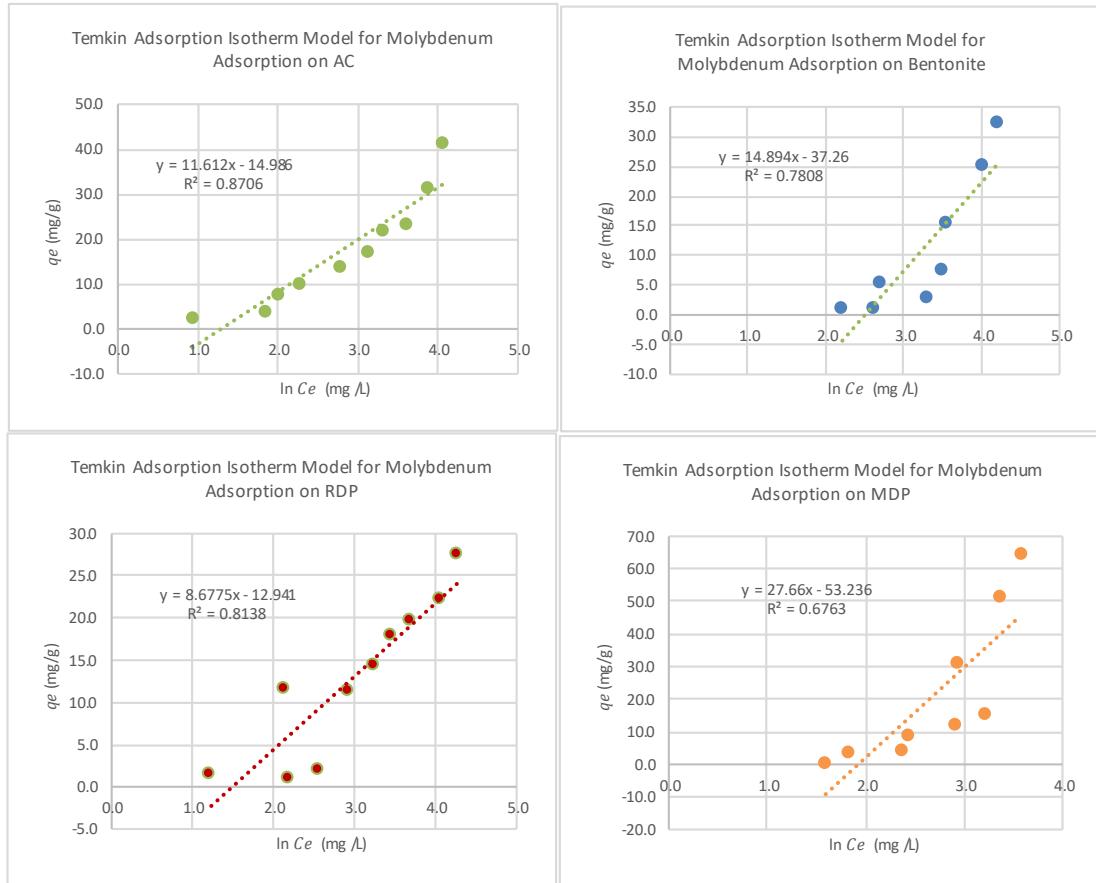 Temkin Adsorption Isotherm Model for Molybdenum
Adsorption on AC
50.0
40.0
30.0
20.0
10.0
0.0
-10.0
0.0 1.0 2.0 3.0 4.0 5.0
qe (mg/g)
ln Ce (mg /L)
y = 11.612x - 14.986
R² = 0.8706
Temkin Adsorption Isotherm Model for
Molybdenum Adsorption on Bentonite
35.0
30.0
25.0
20.0
15.0
10.0
5.0
0.0
-5.0
-10.0
0.0 1.0 2.0 3.0 4.0 5.0
qe (mg/g)
ln Ce (mg /L)
y = 14.894x - 37.26
R² = 0.7808
Temkin Adsorption Isotherm Model for Molybdenum
Adsorption on RDP
30.0
25.0
20.0
15.0
10.0
5.0
0.0
-5.0
0.0 1.0 2.0 3.0 4.0 5.0
qe (mg/g)
ln Ce (mg /L)
y = 8.6775x - 12.941
R² = 0.8138
Temkin Adsorption Isotherm Model for Molybdenum
Adsorption on MDP
70.0
60.0
50.0
40.0
30.0
20.0
10.0
0.0
-10.0
-20.0
0.0 1.0 2.0 3.0 4.0
qe (mg/g)
ln Ce (mg /L)
y = 27.66x - 53.236
R² = 0.6763